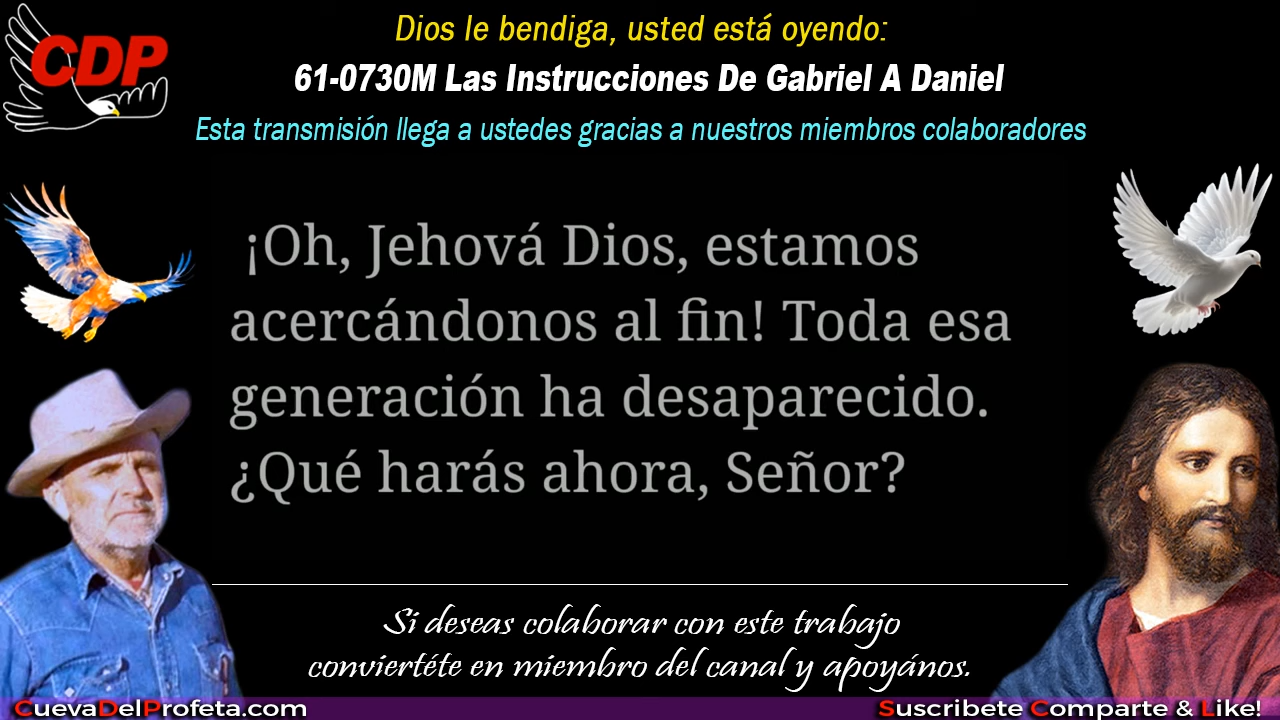 CDP
Dios le bendiga, usted está oyendo:
61-0730M Las Instrucciones De Gabriel A Daniel
Esta transmisión llega a ustedes gracias a nuestros miembros colaboradores
¡Oh, Jehová Dios, estamos
acercándonos al fin! Toda esa
generación ha desaparecido.
¿Qué harás ahora, Señor?
Si deseas colaborar con este trabajo
conviertéte en miembro del canal y apoyános.
CuevaDelProfeta.com
Suscribete Comparte & Like!